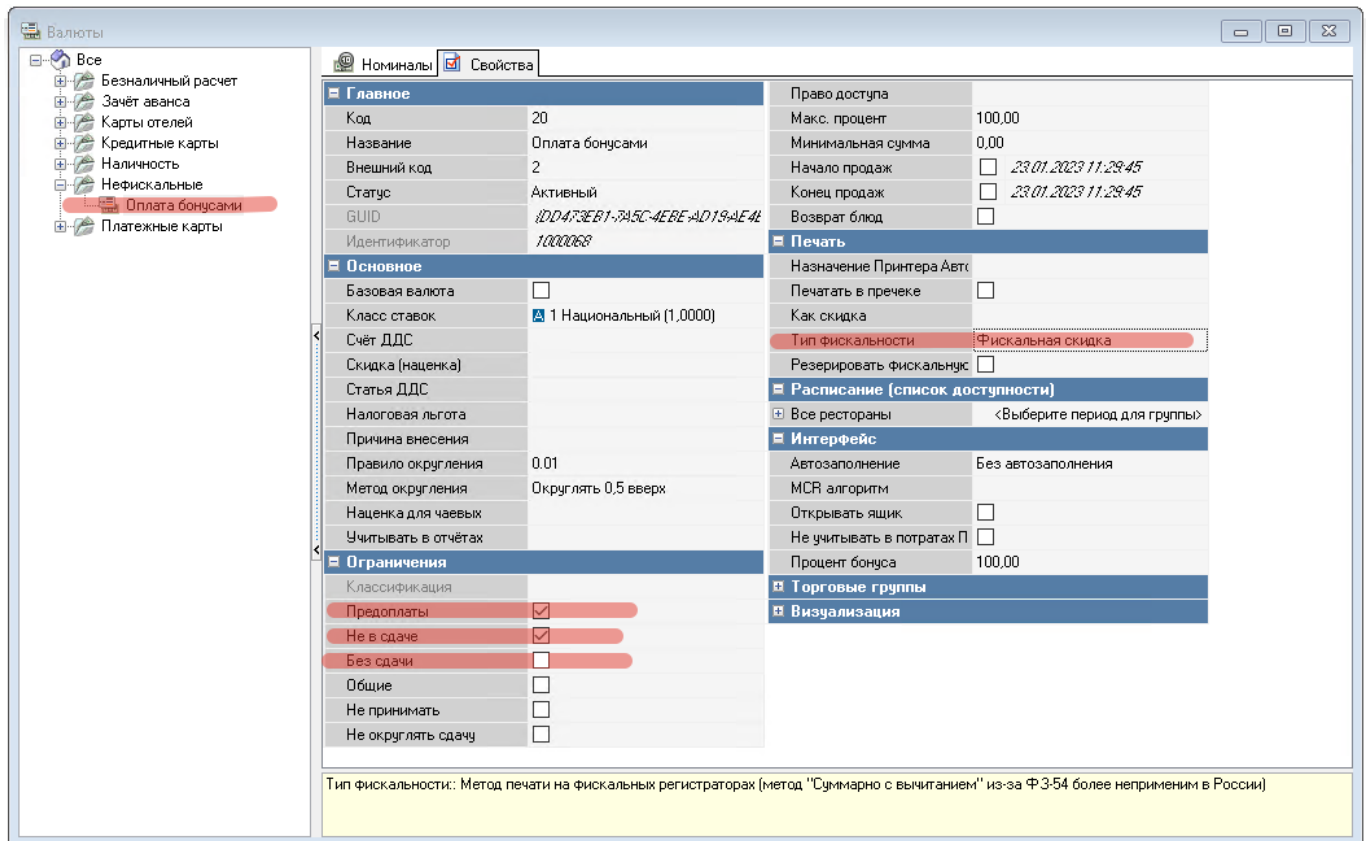 Валюты
Все
Безналичный расчет
Зачёт аванса
Карты отелей
Кредитные карты
Наличность
Нефискальные
Оплата бонусами
Платежные карты
Номиналы
Свойства
Главное
Код 20
Название Оплата бонусами
Внешний код 2
Статус Активный
GUID
Идентификатор 1000068
Основное
Базовая валюта
Класс ставок 1 Национальный (1,0000)
Счёт ДДС
Скидка (наценка)
Статья ДДС
Налоговая льгота
Причина внесения
Правило округления 0.01
Метод округления Округлять 0,5 вверх
Наценка для чаевых
Учитывать в отчётах
Ограничения
Классификация
Предоплаты
Не в сдаче
Без сдачи
Общие
Не принимать
Не округлять сдачу
Право доступа
Макс. процент 100,00
Минимальная сумма 0,00
Начало продаж 23.01.2023 11:29:45
Конец продаж 23.01.2023 11:29:45
Возврат блюд
Печать
Назначение Принтера Авто
Печатать в пречеке
Как скидка
Тип фискальности Фискальная скидка
Резерировать фискальную
Расписание (список доступности)
Все рестораны <Выберите период для группы>
Интерфейс
Автозаполнение Без автозаполнения
MCR алгоритм
Открывать ящик
Не учитывать в потратах П
Процент бонуса 100,00
Торговые группы
Визуализация
Тип фискальности:: Метод печати на фискальных регистраторах (метод "Суммарно с вычитанием" из-за ФЗ-54 более неприменим в России)